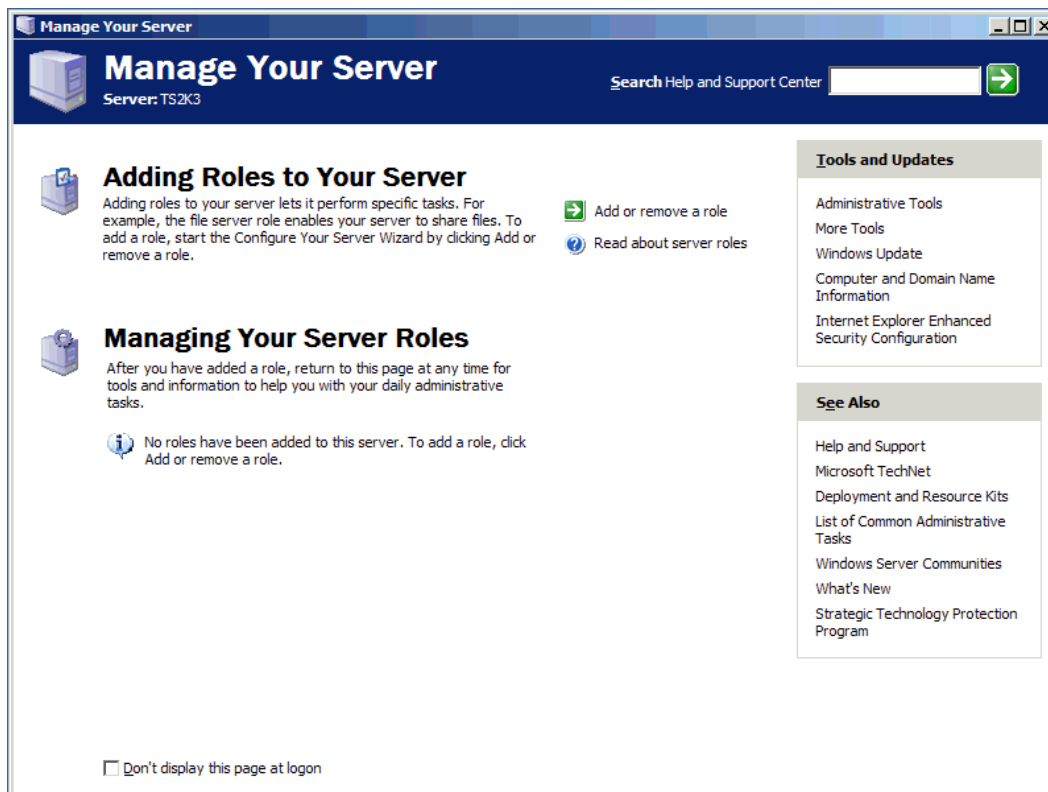 Manage Your Server
Manage Your Server
Server: TS2K3
Search Help and Support Center
Adding Roles to Your Server
Adding roles to your server lets it perform specific tasks. For
example, the file server role enables your server to share files. To
add a role, start the Configure Your Server Wizard by clicking Add or
remove a role.
Add or remove a role
Read about server roles
Managing Your Server Roles
After you have added a role, return to this page at any time for
tools and information to help you with your daily administrative
tasks.
No roles have been added to this server. To add a role, click
Add or remove a role.
Tools and Updates
Administrative Tools
More Tools
Windows Update
Computer and Domain Name
Information
Internet Explorer Enhanced
Security Configuration
See Also
Help and Support
Microsoft TechNet
Deployment and Resource Kits
List of Common Administrative
Tasks
Windows Server Communities
What's New
Strategic Technology Protection
Program
Don't display this page at logon